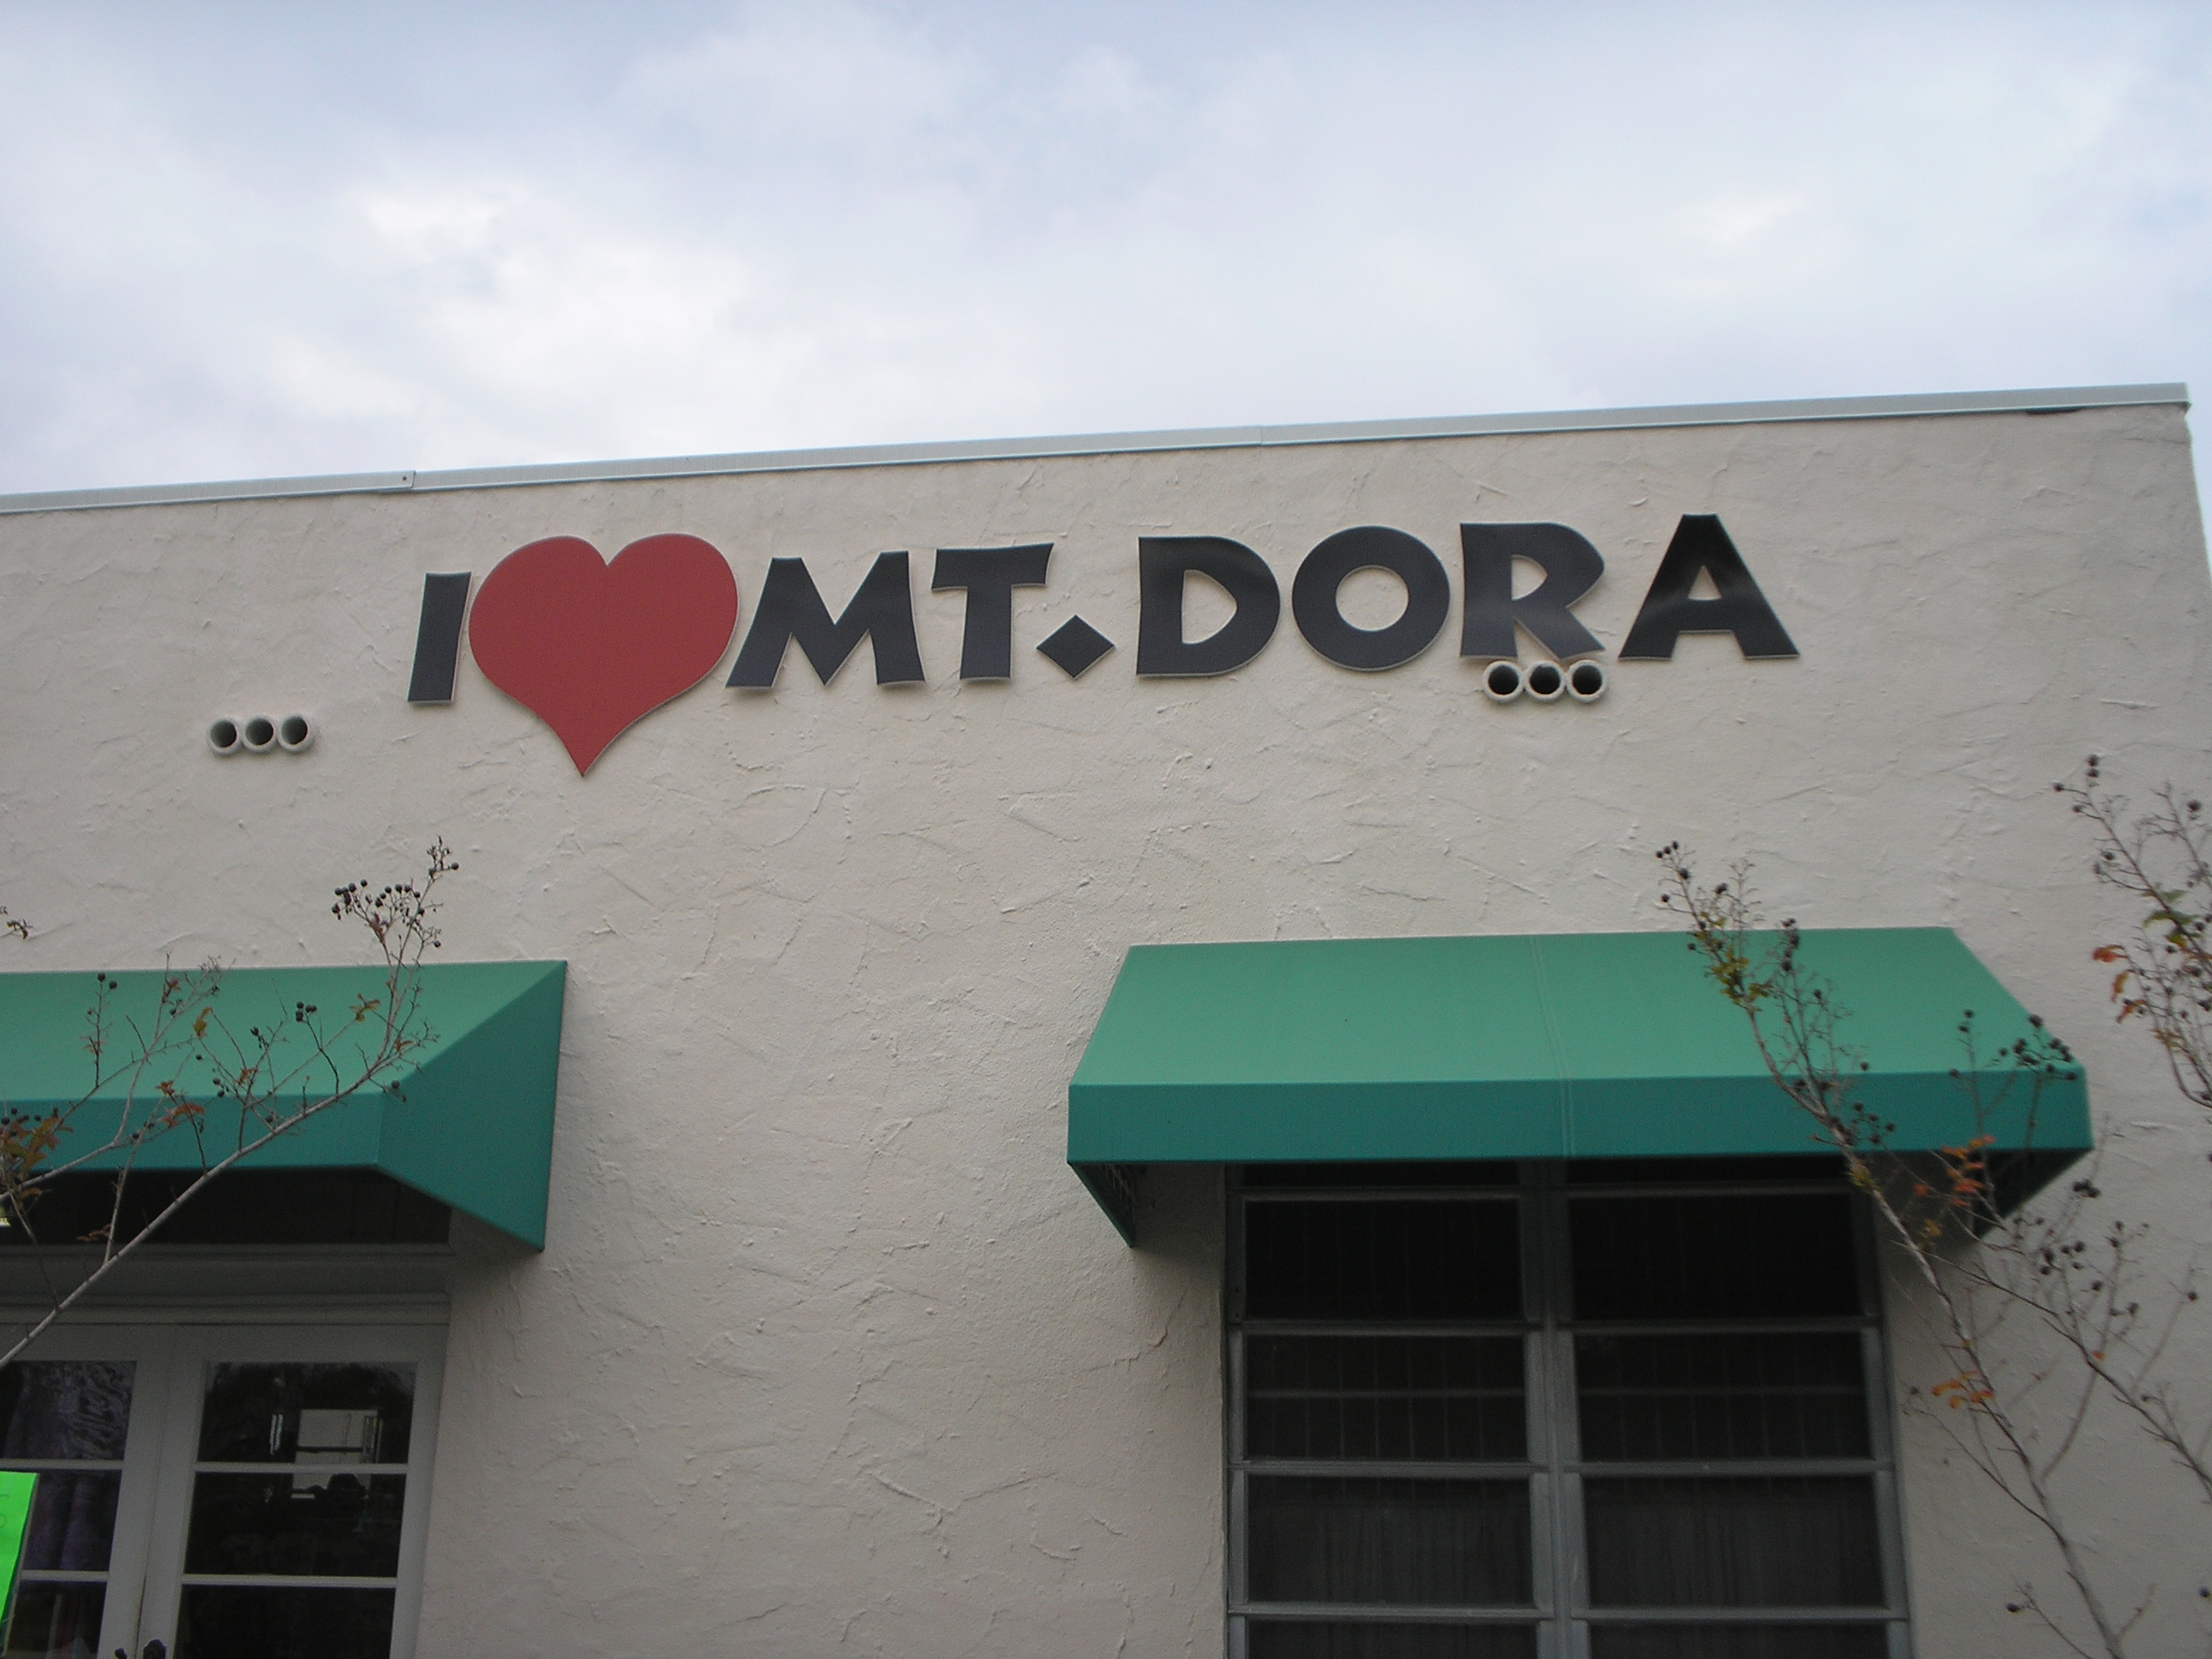 I ❤ MT. DORA